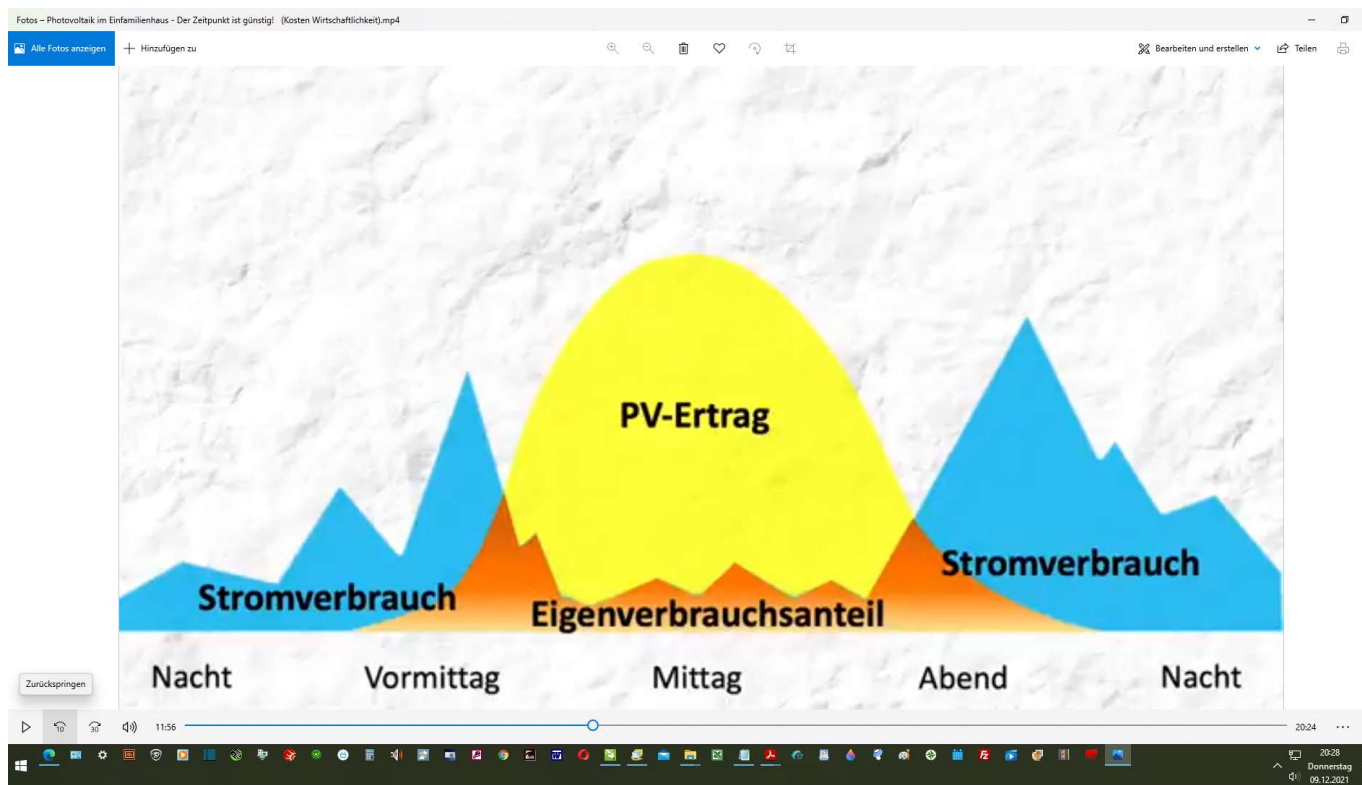 Fotos – Photovoltaik im Einfamilienhaus - Der Zeitpunkt ist günstig! (Kosten Wirtschaftlichkeit).mp4
Alle Fotos anzeigen
Hinzufügen zu
Bearbeiten und erstellen
Teilen
PV-Ertrag
Stromverbrauch
Stromverbrauch
Eigenverbrauchsanteil
Nacht
Vormittag
Mittag
Abend
Nacht
Zurückspringen
10
30
11:56
20:24
20:28
Donnerstag
09.12.2021